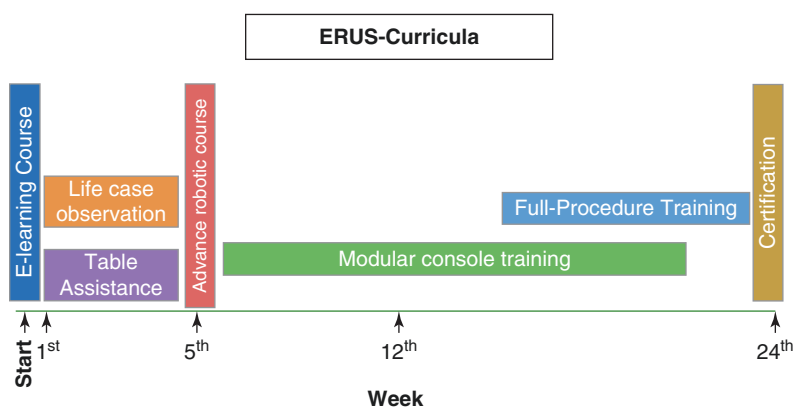 ERUS-Curricula
E-learning Course
Life case
observation
Table
Assistance
Advance robotic course
Modular console training
Full-Procedure Training
Certification
Start
1st
5th
12th
24th
Week